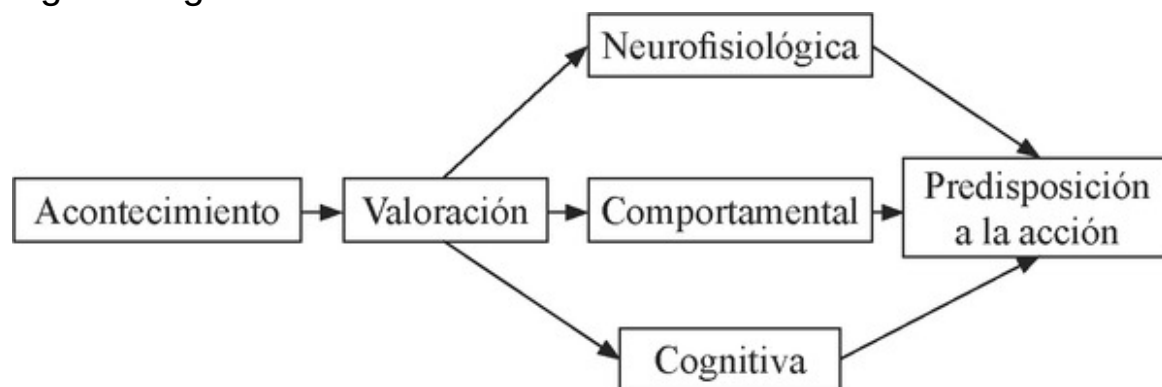 Neurofisiológica
Acontecimiento
Valoración
Comportamental
Predisposición
a la acción
Cognitiva